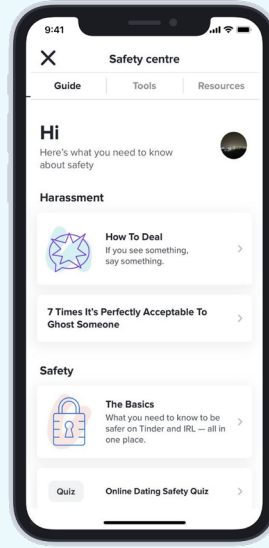 9:41
Safety centre
Guide Tools Resources
Hi
Here's what you need to know
about safety
Harassment
How To Deal
If you see something,
say something.
7 Times It's Perfectly Acceptable To
Ghost Someone
Safety
The Basics
What you need to know to be
safer on Tinder and IRL — all in
one place.
Quiz Online Dating Safety Quiz